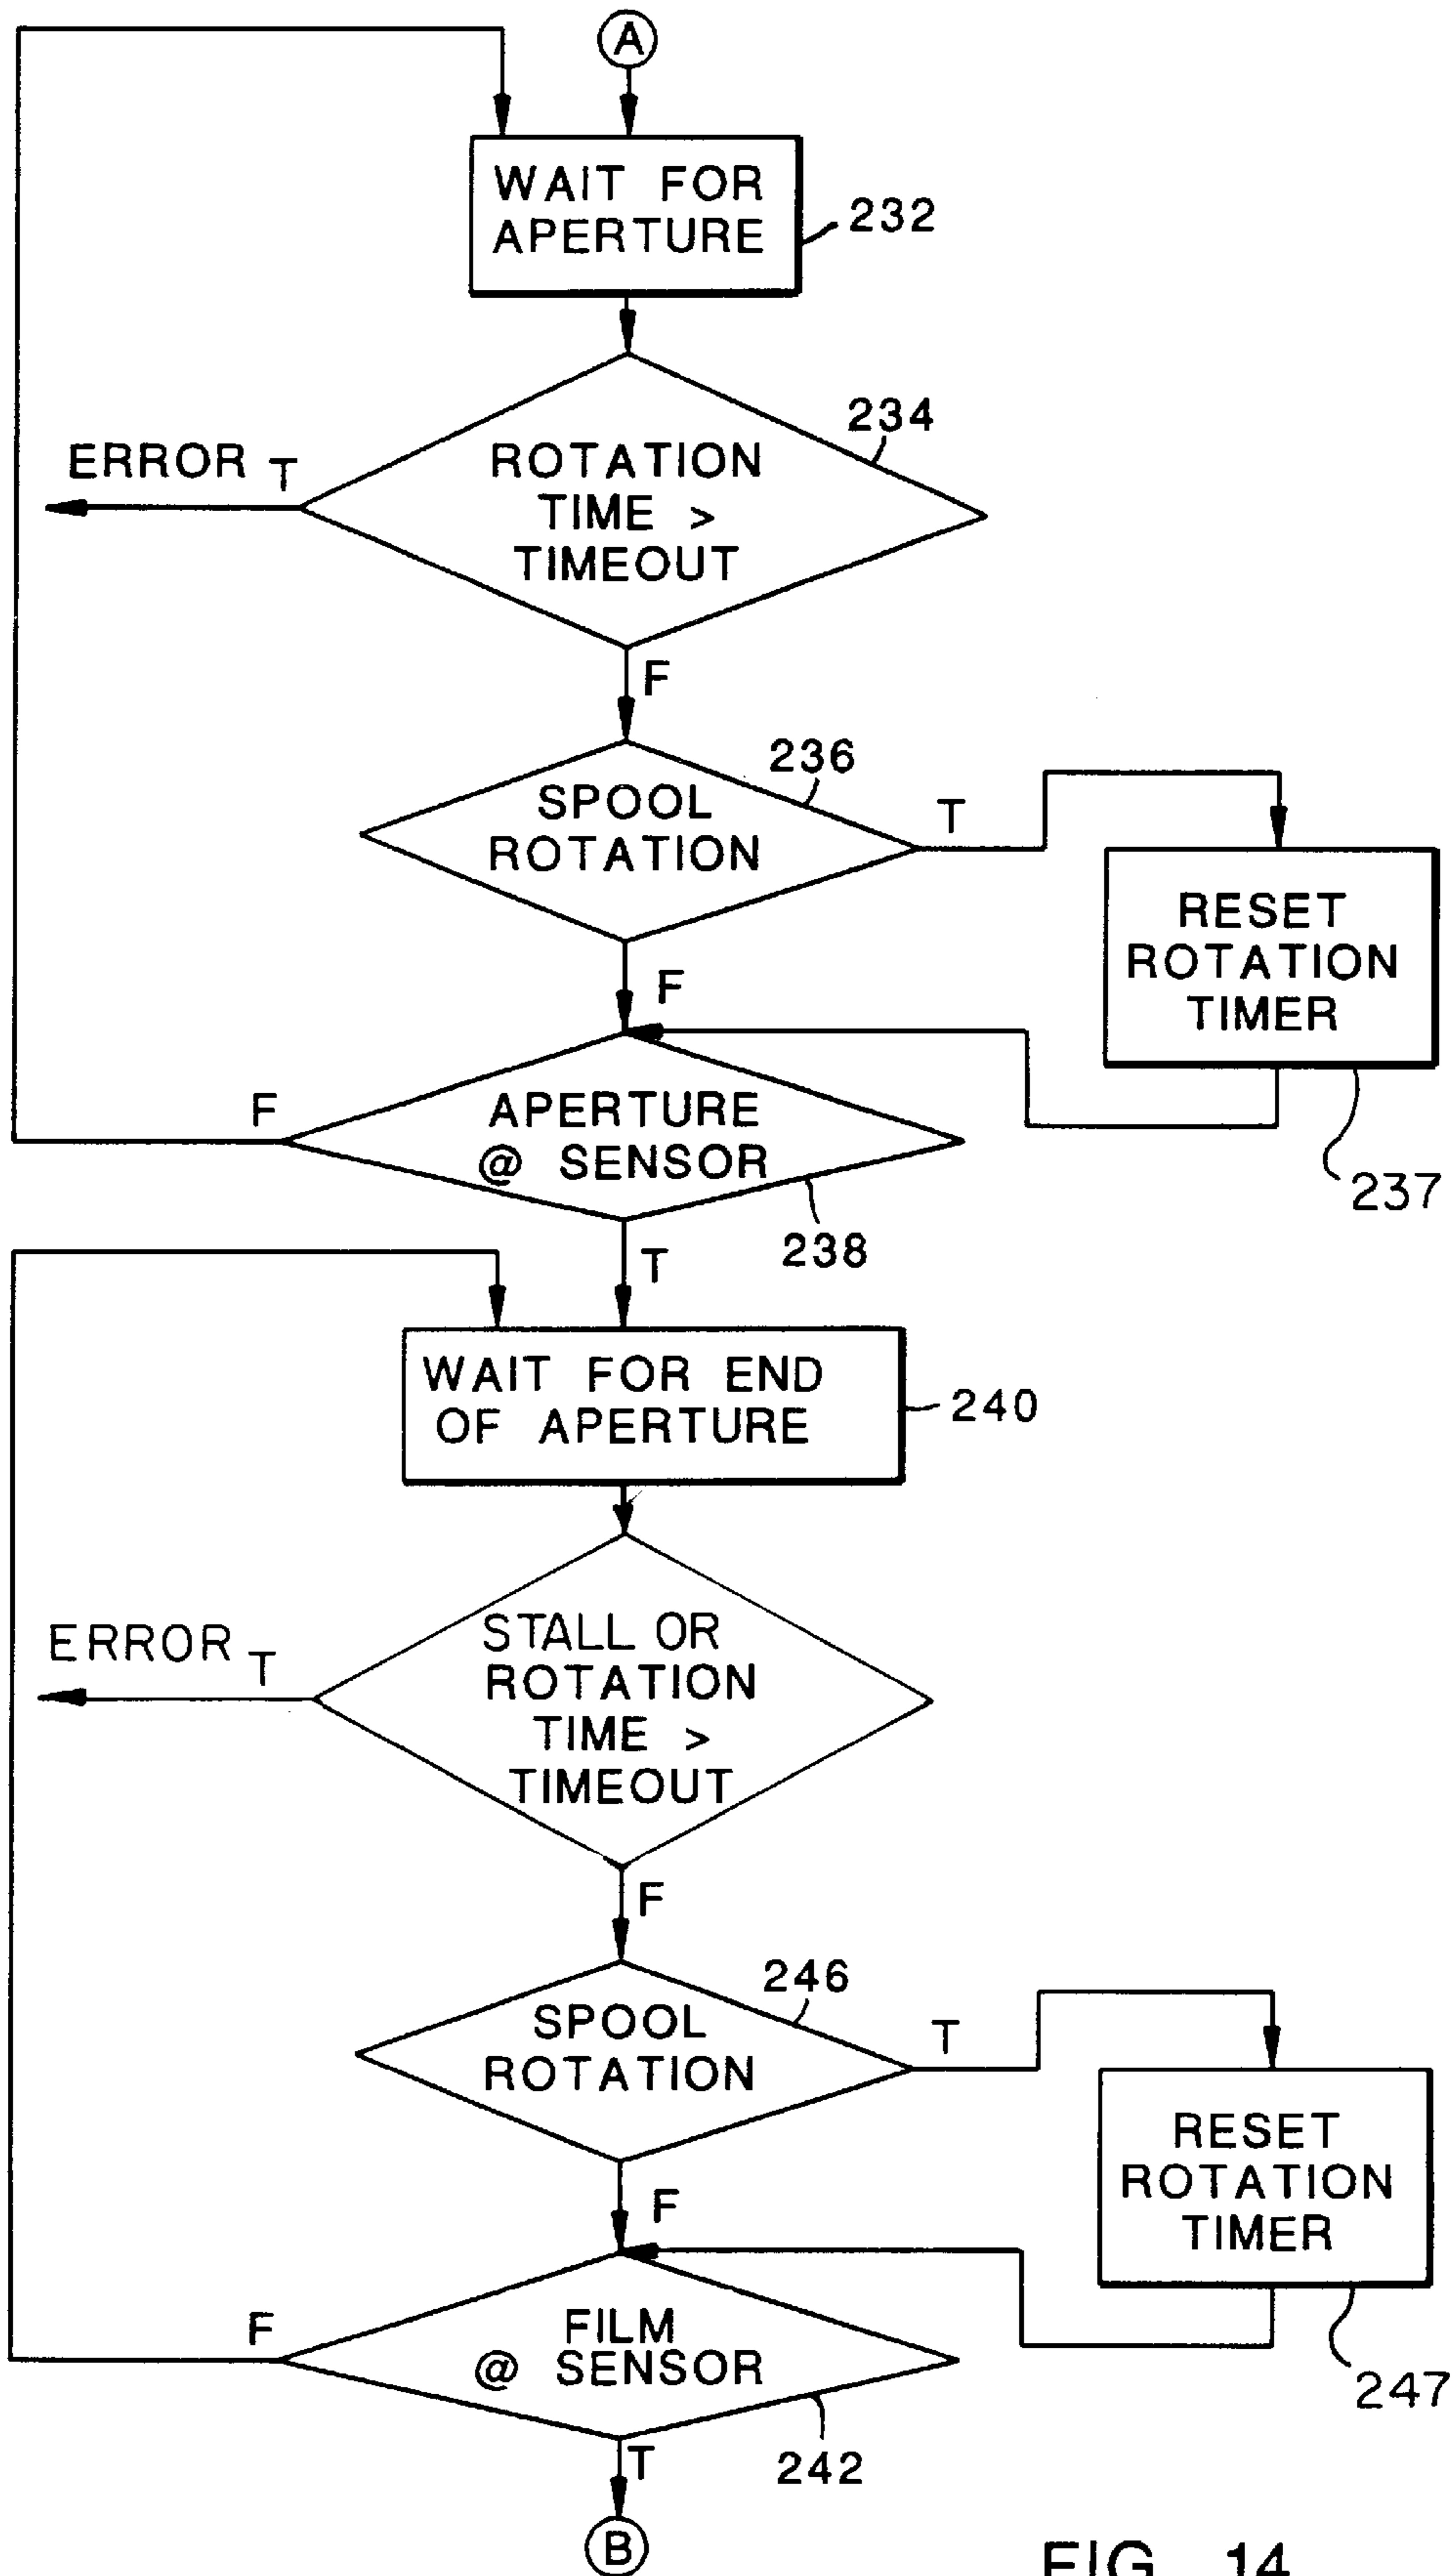 A
WAIT FOR
APERTURE
232
234
ERROR T
ROTATION
TIME >
TIMEOUT
F
236
SPOOL
ROTATION
T
RESET
ROTATION
TIMER
F
237
F
APERTURE
@ SENSOR
238
T
WAIT FOR END
OF APERTURE
240
ERROR T
STALL OR
ROTATION
TIME >
TIMEOUT
F
246
SPOOL
ROTATION
T
RESET
ROTATION
TIMER
F
247
F
FILM
@ SENSOR
242
T
B
FIG. 14